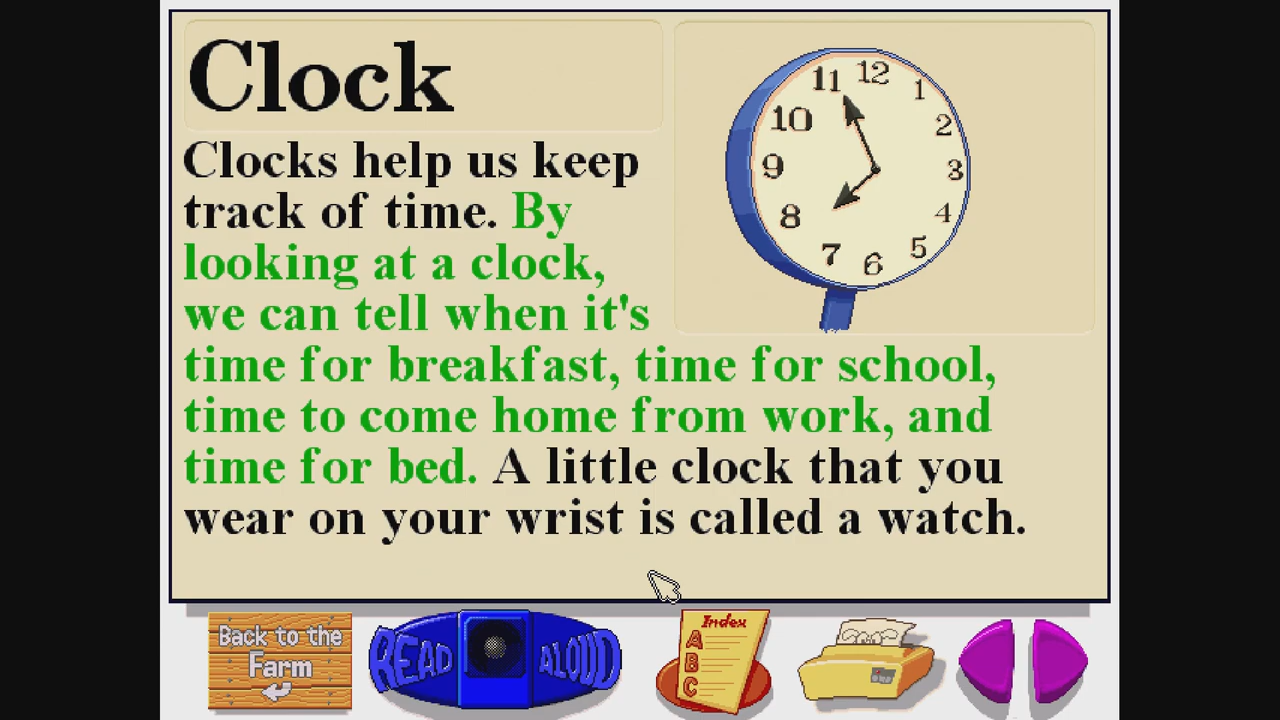 Clock
Clocks help us keep
track of time. By
looking at a clock,
we can tell when it's
time for breakfast, time for school,
time to come home from work, and
time for bed. A little clock that you
wear on your wrist is called a watch.
12
11
1
10
2
9
3
8
4
7
5
6
Back to the
Farm
READ ALOUD
Index
A
B
C